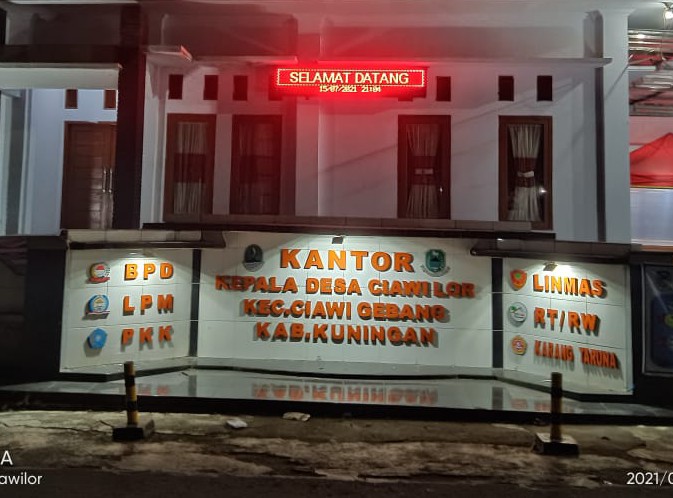 SELAMAT DATANG
15/07/2021 21:04
KANTOR
KEPALA DESA CIAWI LOR
KEC.CIAWI GEBANG
KAB.KUNINGAN
BPD
LPM
PKK
LINMAS
RT/RW
KARANG TARUNA
A
awilor
2021/0